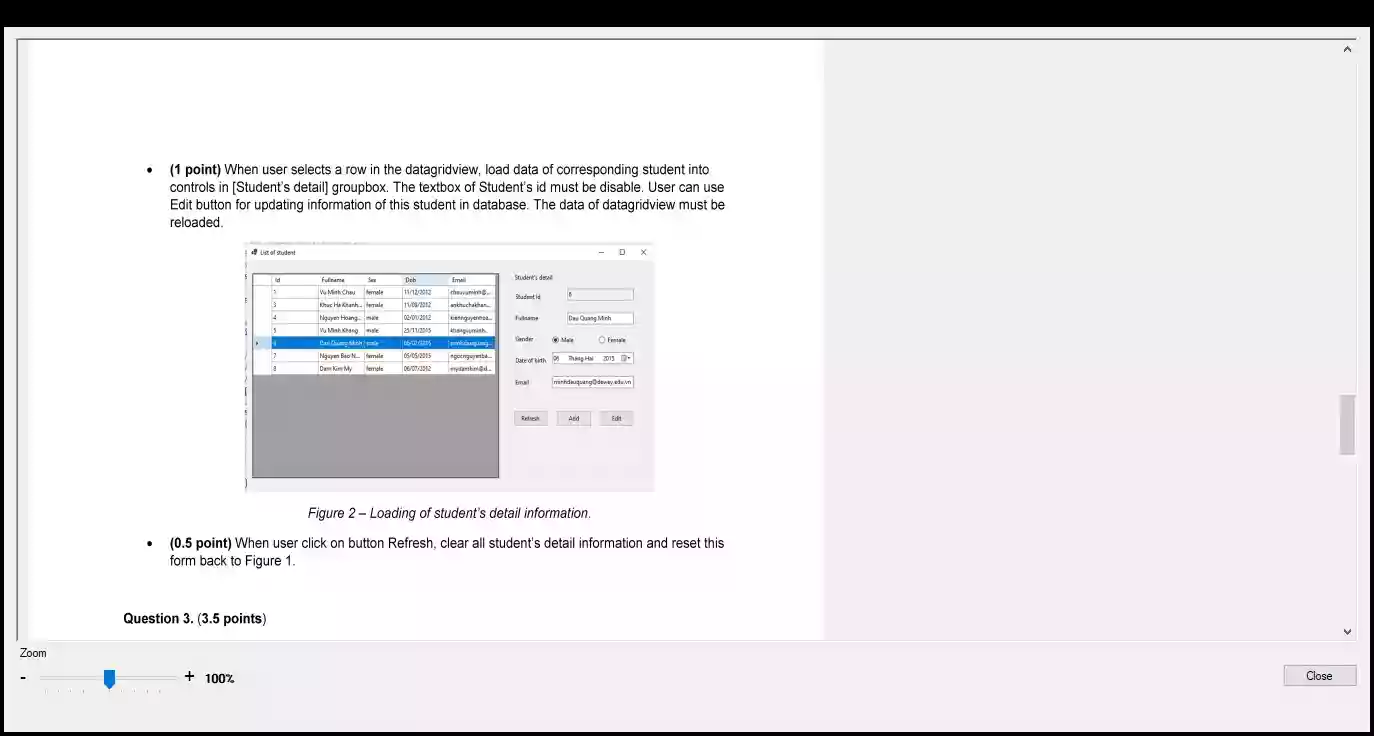 • (1 point) When user selects a row in the datagridview, load data of corresponding student into
controls in [Student's detail] groupbox. The textbox of Student's id must be disable. User can use
Edit button for updating information of this student in database. The data of datagridview must be
reloaded.
List of student
Id Fullname Sex Dob Email
1 Vu Minh Chau female 11/12/2012
3 Khuc Ha Khanh... female 11/08/2012
4 Nguyen Hoang... male 02/01/2012 kiennguyenhoa...
5 Vu Minh Khang male 25/11/2015 khangvuminh...
6 Dau Quang Minh male 06/02/2015 minhdauquang...
7 Nguyen Bao N... female 05/05/2015 ngocnguyenba...
8 Dam Kim My female 06/07/2012 mydamkim@d...
Student's detail
Student Id 6
Fullname Dau Quang Minh
Gender Male Female
Date of birth 06 Tháng Hai 2015
Email minhdauquang@dewey.edu.vn
Refresh Add Edit
Figure 2 – Loading of student's detail information.
• (0.5 point) When user click on button Refresh, clear all student's detail information and reset this
form back to Figure 1.
Question 3. (3.5 points)
Zoom
- + 100%
Close